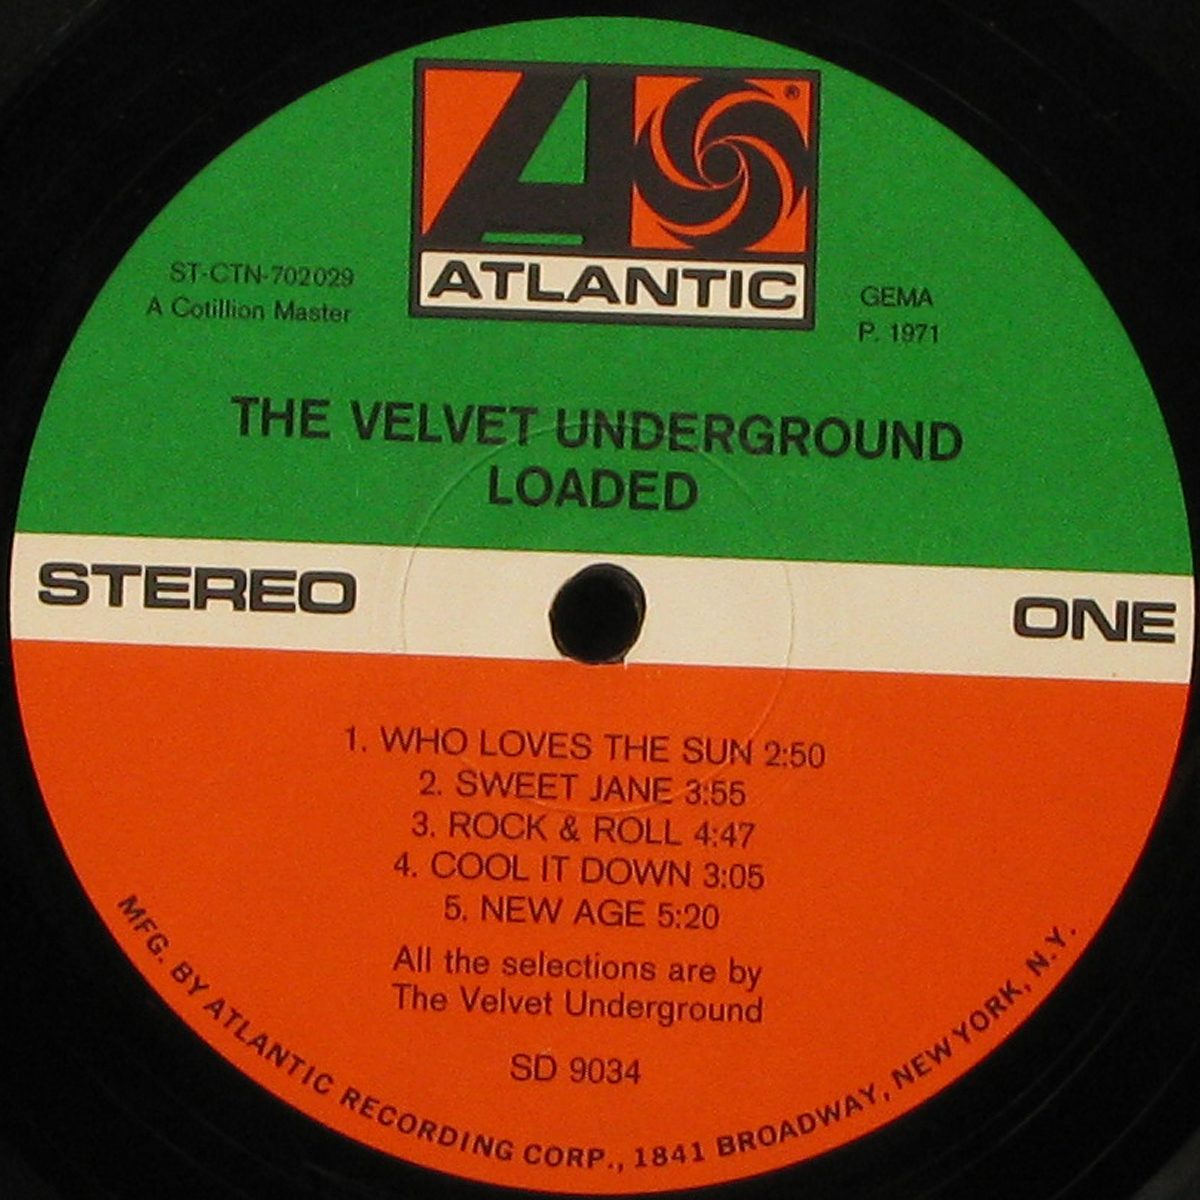 ®
ATLANTIC
ST-CTN-702029
A Cotillion Master
GEMA
P. 1971
THE VELVET UNDERGROUND
LOADED
STEREO
ONE
1. WHO LOVES THE SUN 2:50
2. SWEET JANE 3:55
3. ROCK & ROLL 4:47
4. COOL IT DOWN 3:05
5. NEW AGE 5:20
All the selections are by
The Velvet Underground
SD 9034
MFG. BY ATLANTIC RECORDING CORP., 1841 BROADWAY, NEW YORK, N.Y.